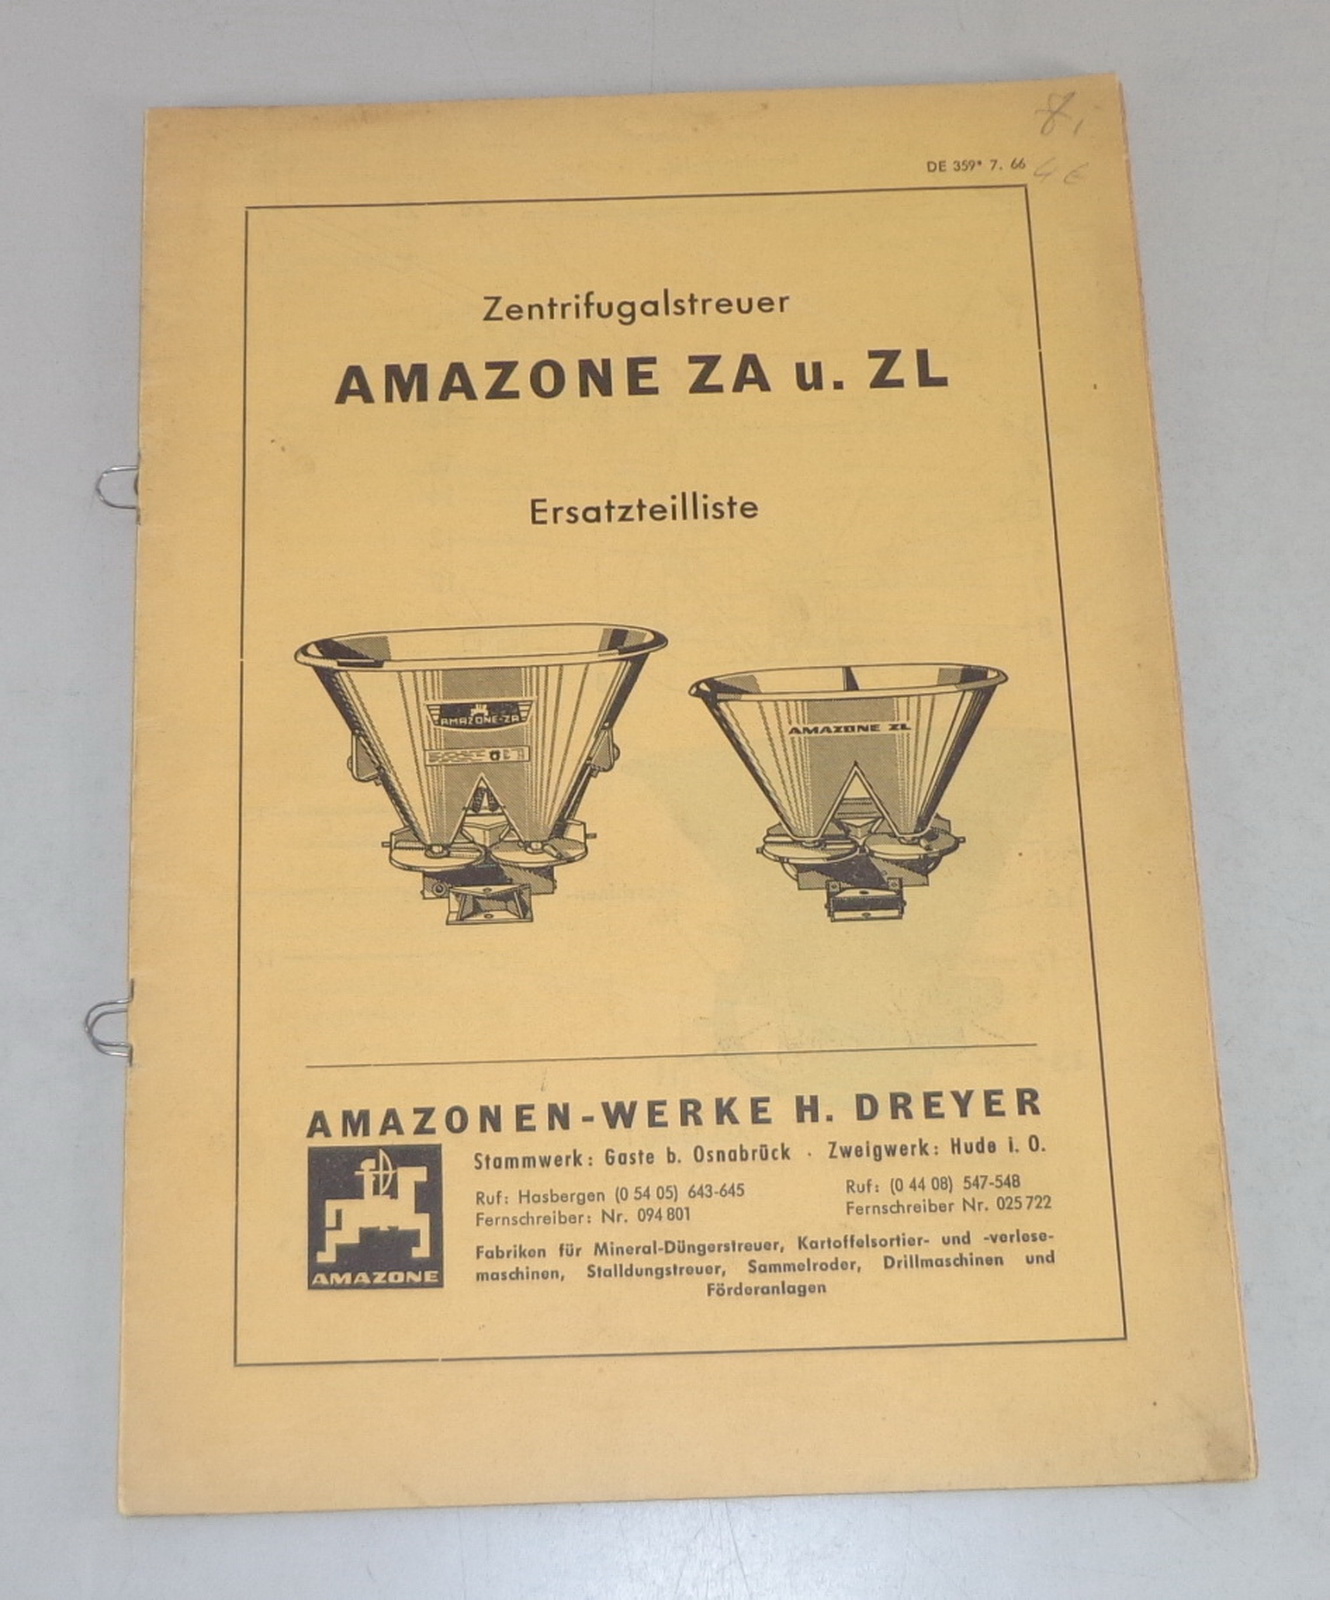 DE 359* 7. 66
Zentrifugalstreuer
AMAZONE ZA u. ZL
Ersatzteilliste
AMAZONE-ZA
AMAZONE ZL
AMAZONEN-WERKE H. DREYER
Stammwerk: Gaste b. Osnabrück · Zweigwerk: Hude i. O.
Ruf: Hasbergen (0 54 05) 643-645 Ruf: (0 44 08) 547-548
Fernschreiber: Nr. 094 801 Fernschreiber Nr. 025 722
Fabriken für Mineral-Düngerstreuer, Kartoffelsortier- und -verlese-
maschinen, Stalldungstreuer, Sammelroder, Drillmaschinen und
Förderanlagen
AMAZONE